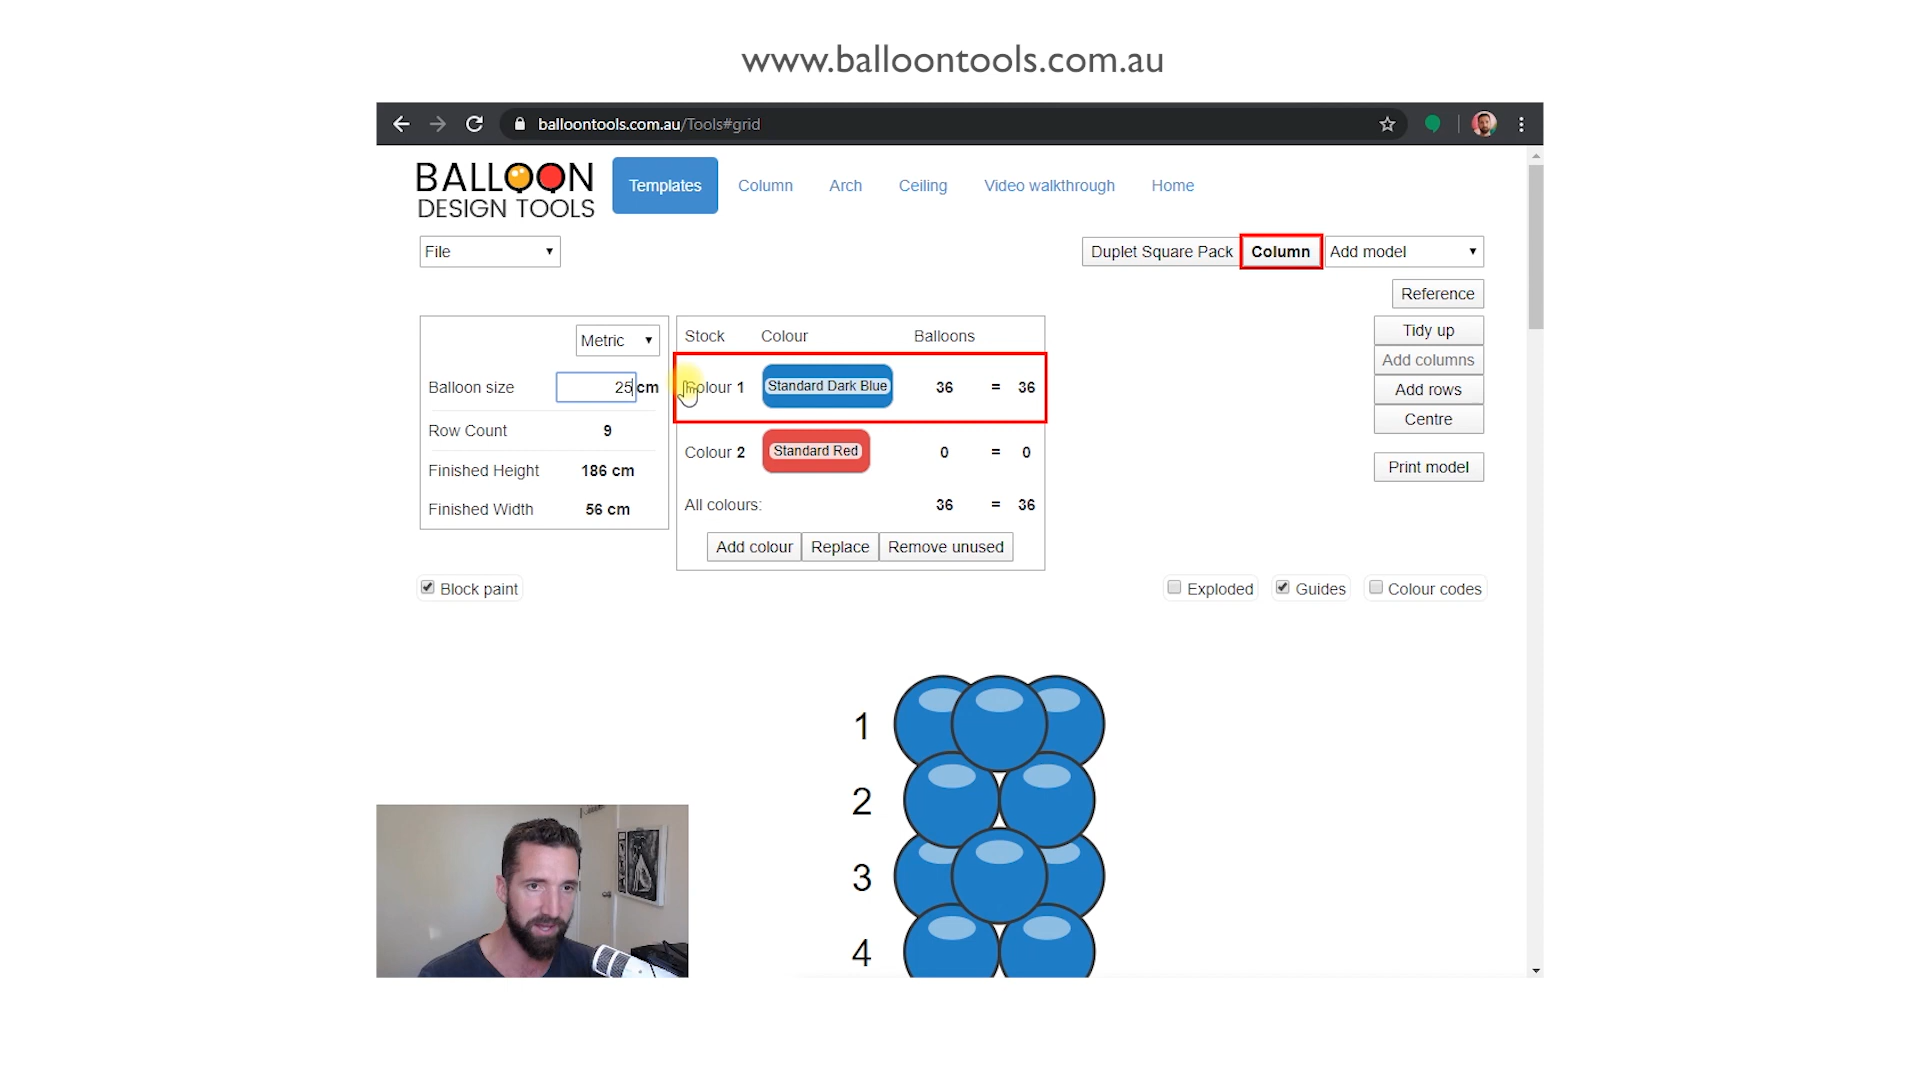 www.balloontools.com.au
balloontools.com.au/Tools#grid
BALLOON
DESIGN TOOLS
Templates
Column
Arch
Ceiling
Video walkthrough
Home
File
Duplet Square Pack
Column
Add model
Reference
Metric
Balloon size 25 cm
Row Count 9
Finished Height 186 cm
Finished Width 56 cm
Stock Colour Balloons
Colour 1 Standard Dark Blue 36 = 36
Colour 2 Standard Red 0 = 0
All colours: 36 = 36
Add colour Replace Remove unused
Tidy up
Add columns
Add rows
Centre
Print model
Block paint
Exploded
Guides
Colour codes
1
2
3
4